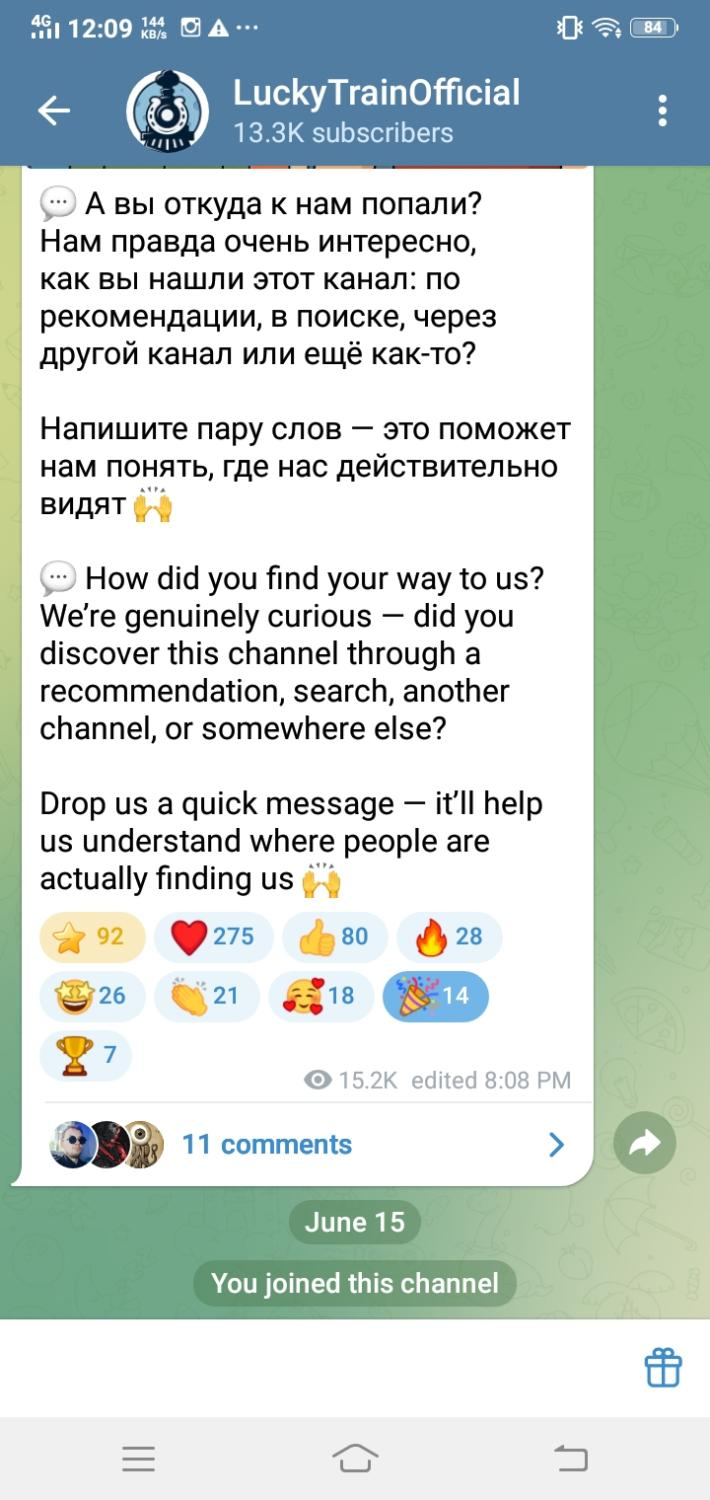 4G 12:09 144 KB/s ... 84
LuckyTrainOfficial
13.3K subscribers
💬 А вы откуда к нам попали?
Нам правда очень интересно,
как вы нашли этот канал: по
рекомендации, в поиске, через
другой канал или ещё как-то?
Напишите пару слов — это поможет
нам понять, где нас действительно
видят 🙌
💬 How did you find your way to us?
We’re genuinely curious — did you
discover this channel through a
recommendation, search, another
channel, or somewhere else?
Drop us a quick message — it’ll help
us understand where people are
actually finding us 🙌
⭐ 92 ❤️ 275 👍 80 🔥 28
🤩 26 👏 21 🥰 18 🎉 14
🏆 7
15.2K edited 8:08 PM
11 comments
June 15
You joined this channel